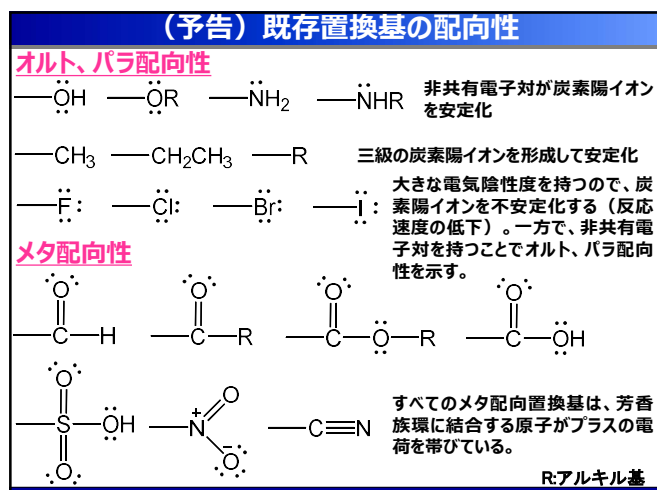 （予告）既存置換基の配向性
オルト、パラ配向性
OH OR NH2 NHR
非共有電子対が炭素陽イオン
を安定化
CH3 CH2CH3 R
三級の炭素陽イオンを形成して安定化
F Cl Br I
大きな電気陰性度を持つので、炭
素陽イオンを不安定化する（反応
速度の低下）。一方で、非共有電
子対を持つことでオルト、パラ配向
性を示す。
メタ配向性
O O O O
C H C R C O R C OH
O O
S OH N + C N
O O -
すべてのメタ配向置換基は、芳香
族環に結合する原子がプラスの電
荷を帯びている。
R:アルキル基